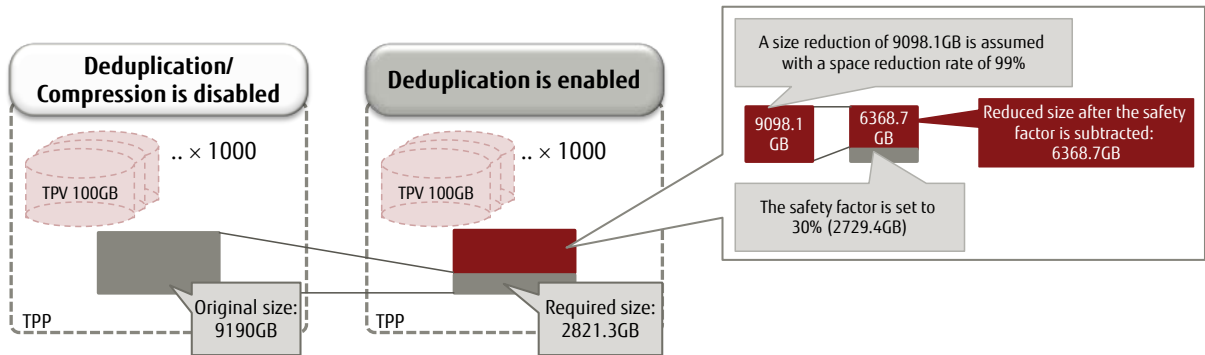 Deduplication/
Compression is disabled
.. × 1000
TPV 100GB
Original size:
9190GB
TPP
Deduplication is enabled
.. × 1000
TPV 100GB
Required size:
2821.3GB
TPP
A size reduction of 9098.1GB is assumed
with a space reduction rate of 99%
9098.1
GB
6368.7
GB
Reduced size after the safety
factor is subtracted:
6368.7GB
The safety factor is set to
30% (2729.4GB)